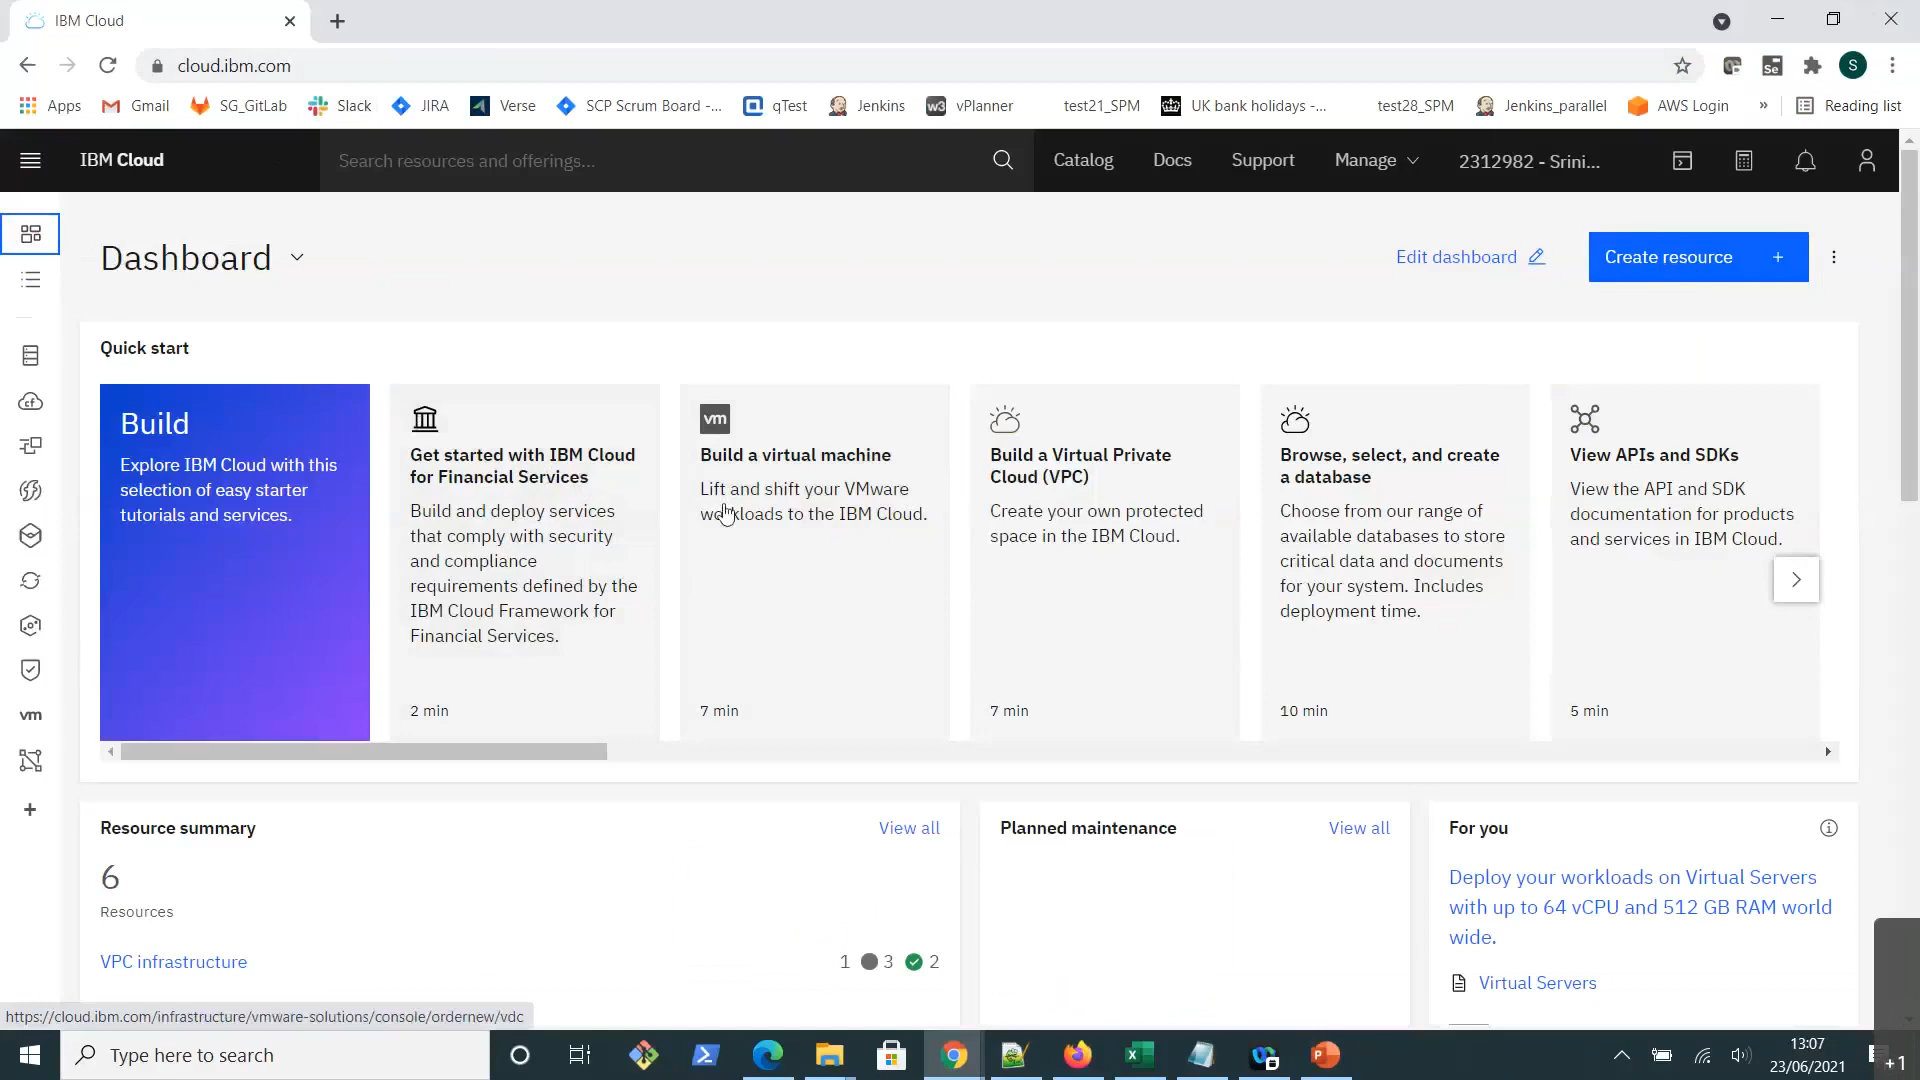 IBM Cloud
cloud.ibm.com
S
Apps
Gmail
SG_GitLab
Slack
JIRA
Verse
SCP Scrum Board -...
qTest
Jenkins
w3 vPlanner
test21_SPM
UK bank holidays -...
test28_SPM
Jenkins_parallel
AWS Login
»
Reading list
IBM Cloud
Search resources and offerings...
Catalog
Docs
Support
Manage
2312982 - Srini...
Dashboard
Edit dashboard
Create resource +
Quick start
Build
Explore IBM Cloud with this
selection of easy starter
tutorials and services.
Get started with IBM Cloud
for Financial Services
Build and deploy services
that comply with security
and compliance
requirements defined by the
IBM Cloud Framework for
Financial Services.
2 min
vm
Build a virtual machine
Lift and shift your VMware
workloads to the IBM Cloud.
7 min
Build a Virtual Private
Cloud (VPC)
Create your own protected
space in the IBM Cloud.
7 min
Browse, select, and create
a database
Choose from our range of
available databases to store
critical data and documents
for your system. Includes
deployment time.
10 min
View APIs and SDKs
View the API and SDK
documentation for products
and services in IBM Cloud.
5 min
cf
vm
Resource summary
View all
6
Resources
VPC infrastructure
1 3 2
Planned maintenance
View all
For you
Deploy your workloads on Virtual Servers
with up to 64 vCPU and 512 GB RAM world
wide.
Virtual Servers
https://cloud.ibm.com/infrastructure/vmware-solutions/console/ordernew/vdc
Type here to search
13:07
23/06/2021
+1